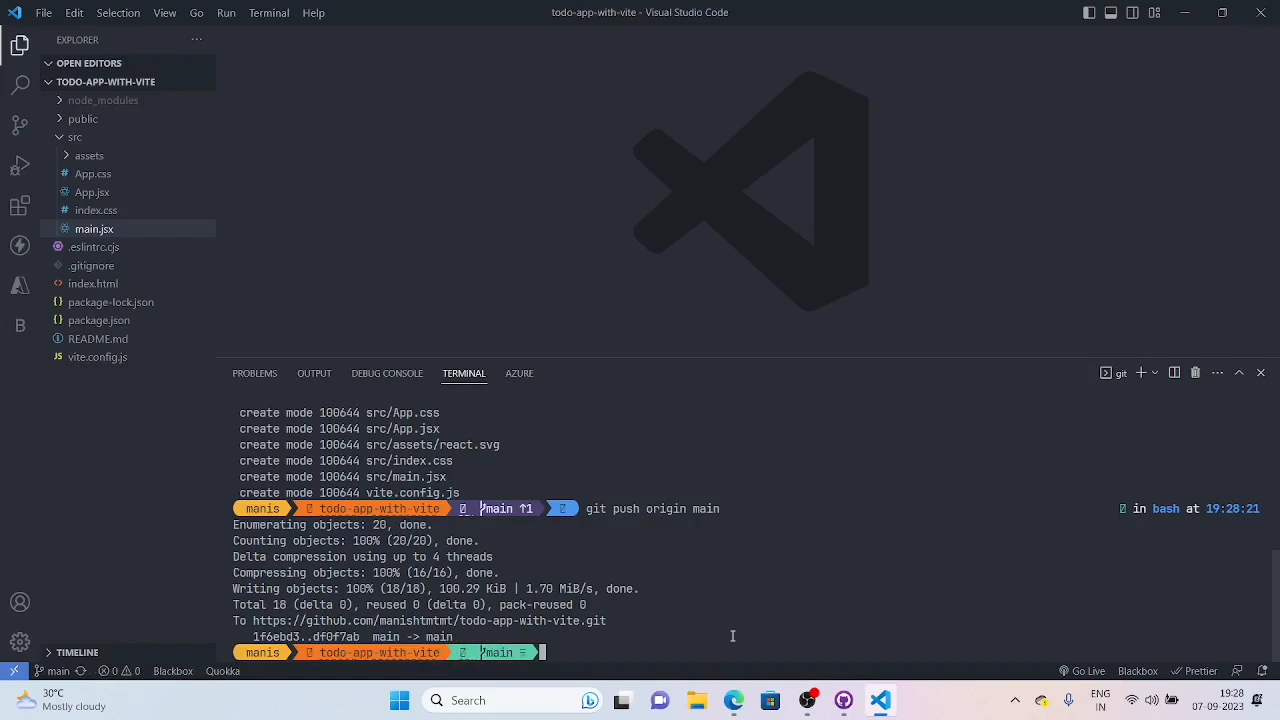 File Edit Selection View Go Run Terminal Help
todo-app-with-vite - Visual Studio Code
EXPLORER
OPEN EDITORS
TODO-APP-WITH-VITE
node_modules
public
src
assets
# App.css
App.jsx
# index.css
main.jsx
.eslintrc.cjs
.gitignore
<> index.html
{} package-lock.json
{} package.json
README.md
JS vite.config.js
B
TIMELINE
PROBLEMS OUTPUT DEBUG CONSOLE TERMINAL AZURE
git
create mode 100644 src/App.css
create mode 100644 src/App.jsx
create mode 100644 src/assets/react.svg
create mode 100644 src/index.css
create mode 100644 src/main.jsx
create mode 100644 vite.config.js
manis todo-app-with-vite main ↑1 git push origin main in bash at 19:28:21
Enumerating objects: 20, done.
Counting objects: 100% (20/20), done.
Delta compression using up to 4 threads
Compressing objects: 100% (16/16), done.
Writing objects: 100% (18/18), 100.29 KiB | 1.70 MiB/s, done.
Total 18 (delta 0), reused 0 (delta 0), pack-reused 0
To https://github.com/manishtmtmt/todo-app-with-vite.git
1f6ebd3..df0f7ab main -> main
manis todo-app-with-vite main ≡
main 0 0 Blackbox Quokka
Go Live Blackbox Prettier
30°C
Mostly cloudy
Search
ENG
IN
19:28
07-09-2023